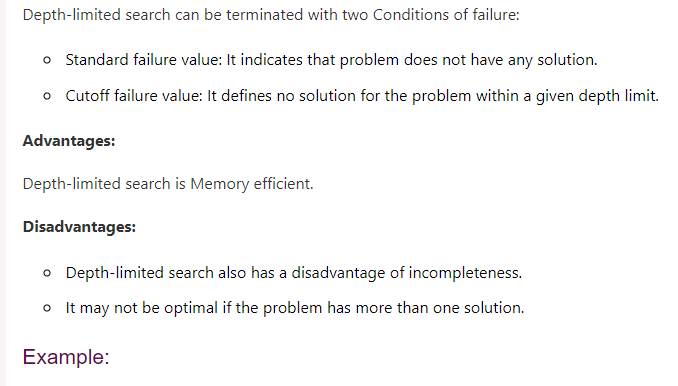 Depth-limited search can be terminated with two Conditions of failure:
Standard failure value: It indicates that problem does not have any solution.
Cutoff failure value: It defines no solution for the problem within a given depth limit.
Advantages:
Depth-limited search is Memory efficient.
Disadvantages:
Depth-limited search also has a disadvantage of incompleteness.
It may not be optimal if the problem has more than one solution.
Example: